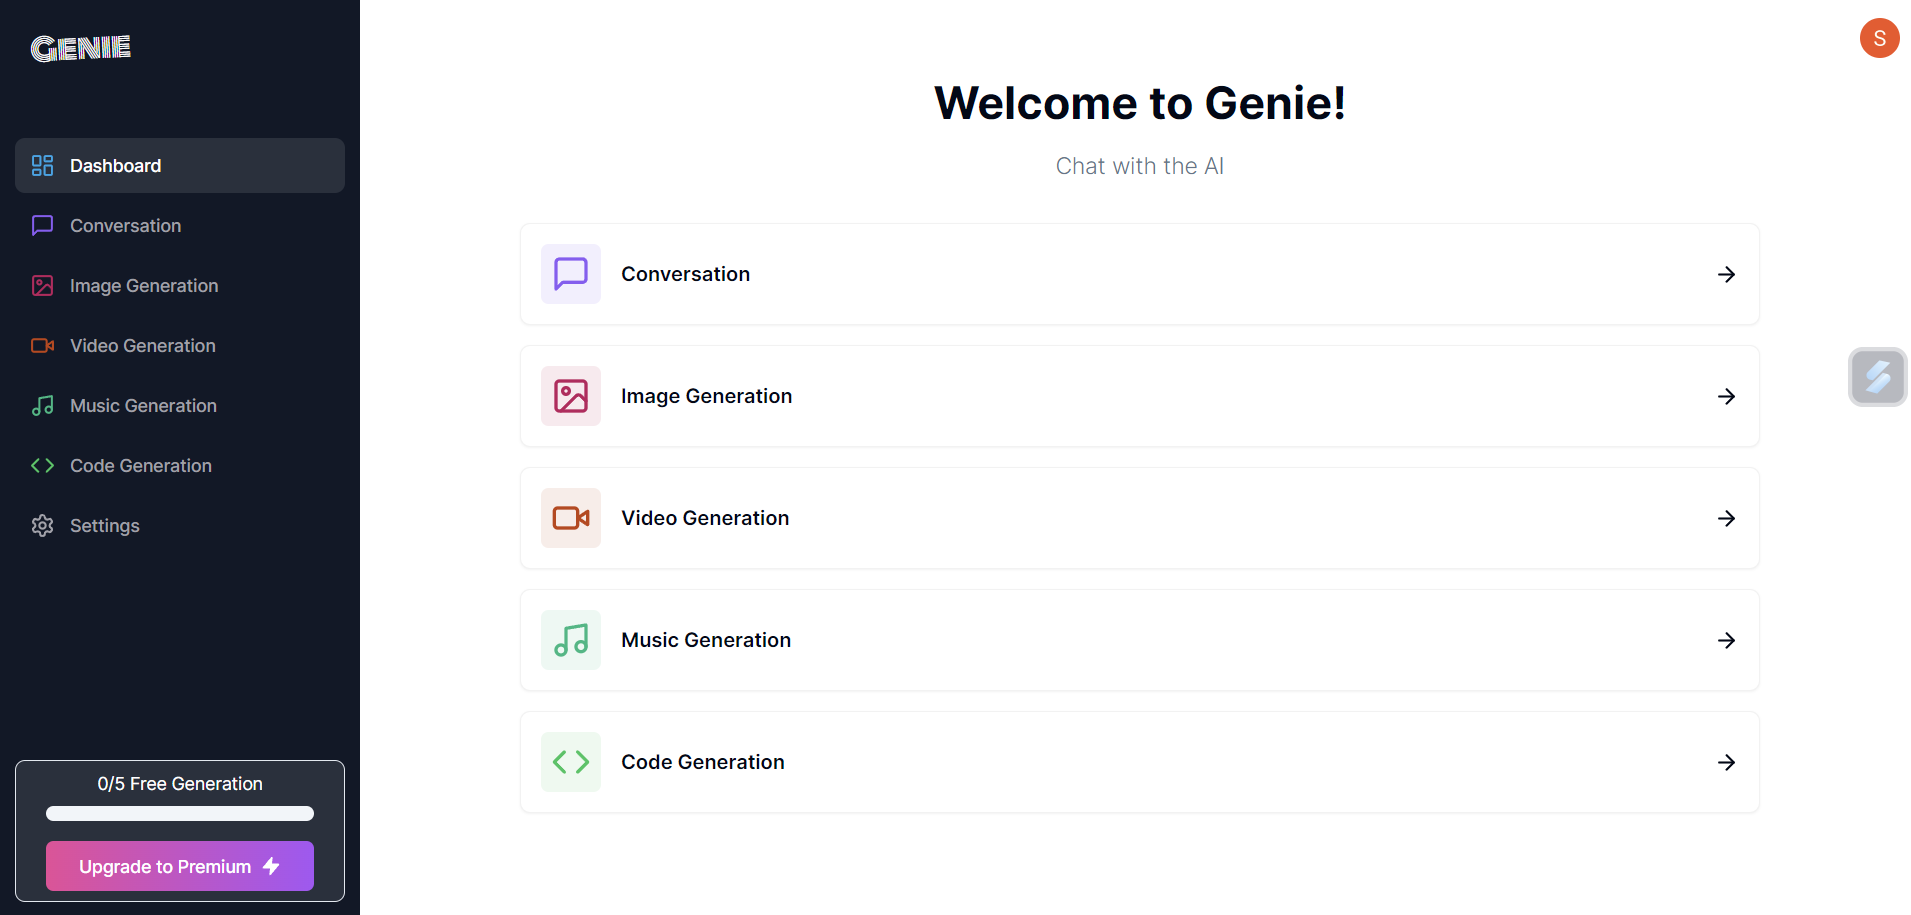 GENIE
Dashboard
Conversation
Image Generation
Video Generation
Music Generation
Code Generation
Settings
0/5 Free Generation
Upgrade to Premium
S
Welcome to Genie!
Chat with the AI
Conversation
Image Generation
Video Generation
Music Generation
Code Generation